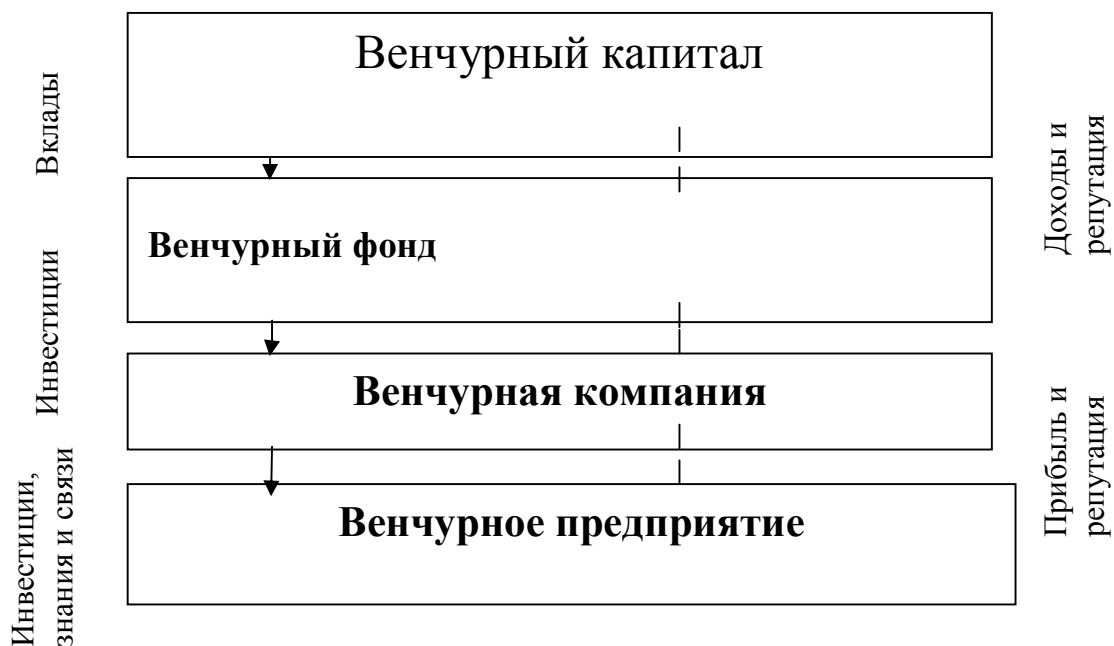 Венчурный капитал
Вклады
Доходы и
репутация
Венчурный фонд
Инвестиции
Венчурная компания
Прибыль и
репутация
Инвестиции,
знания и связи
Венчурное предприятие